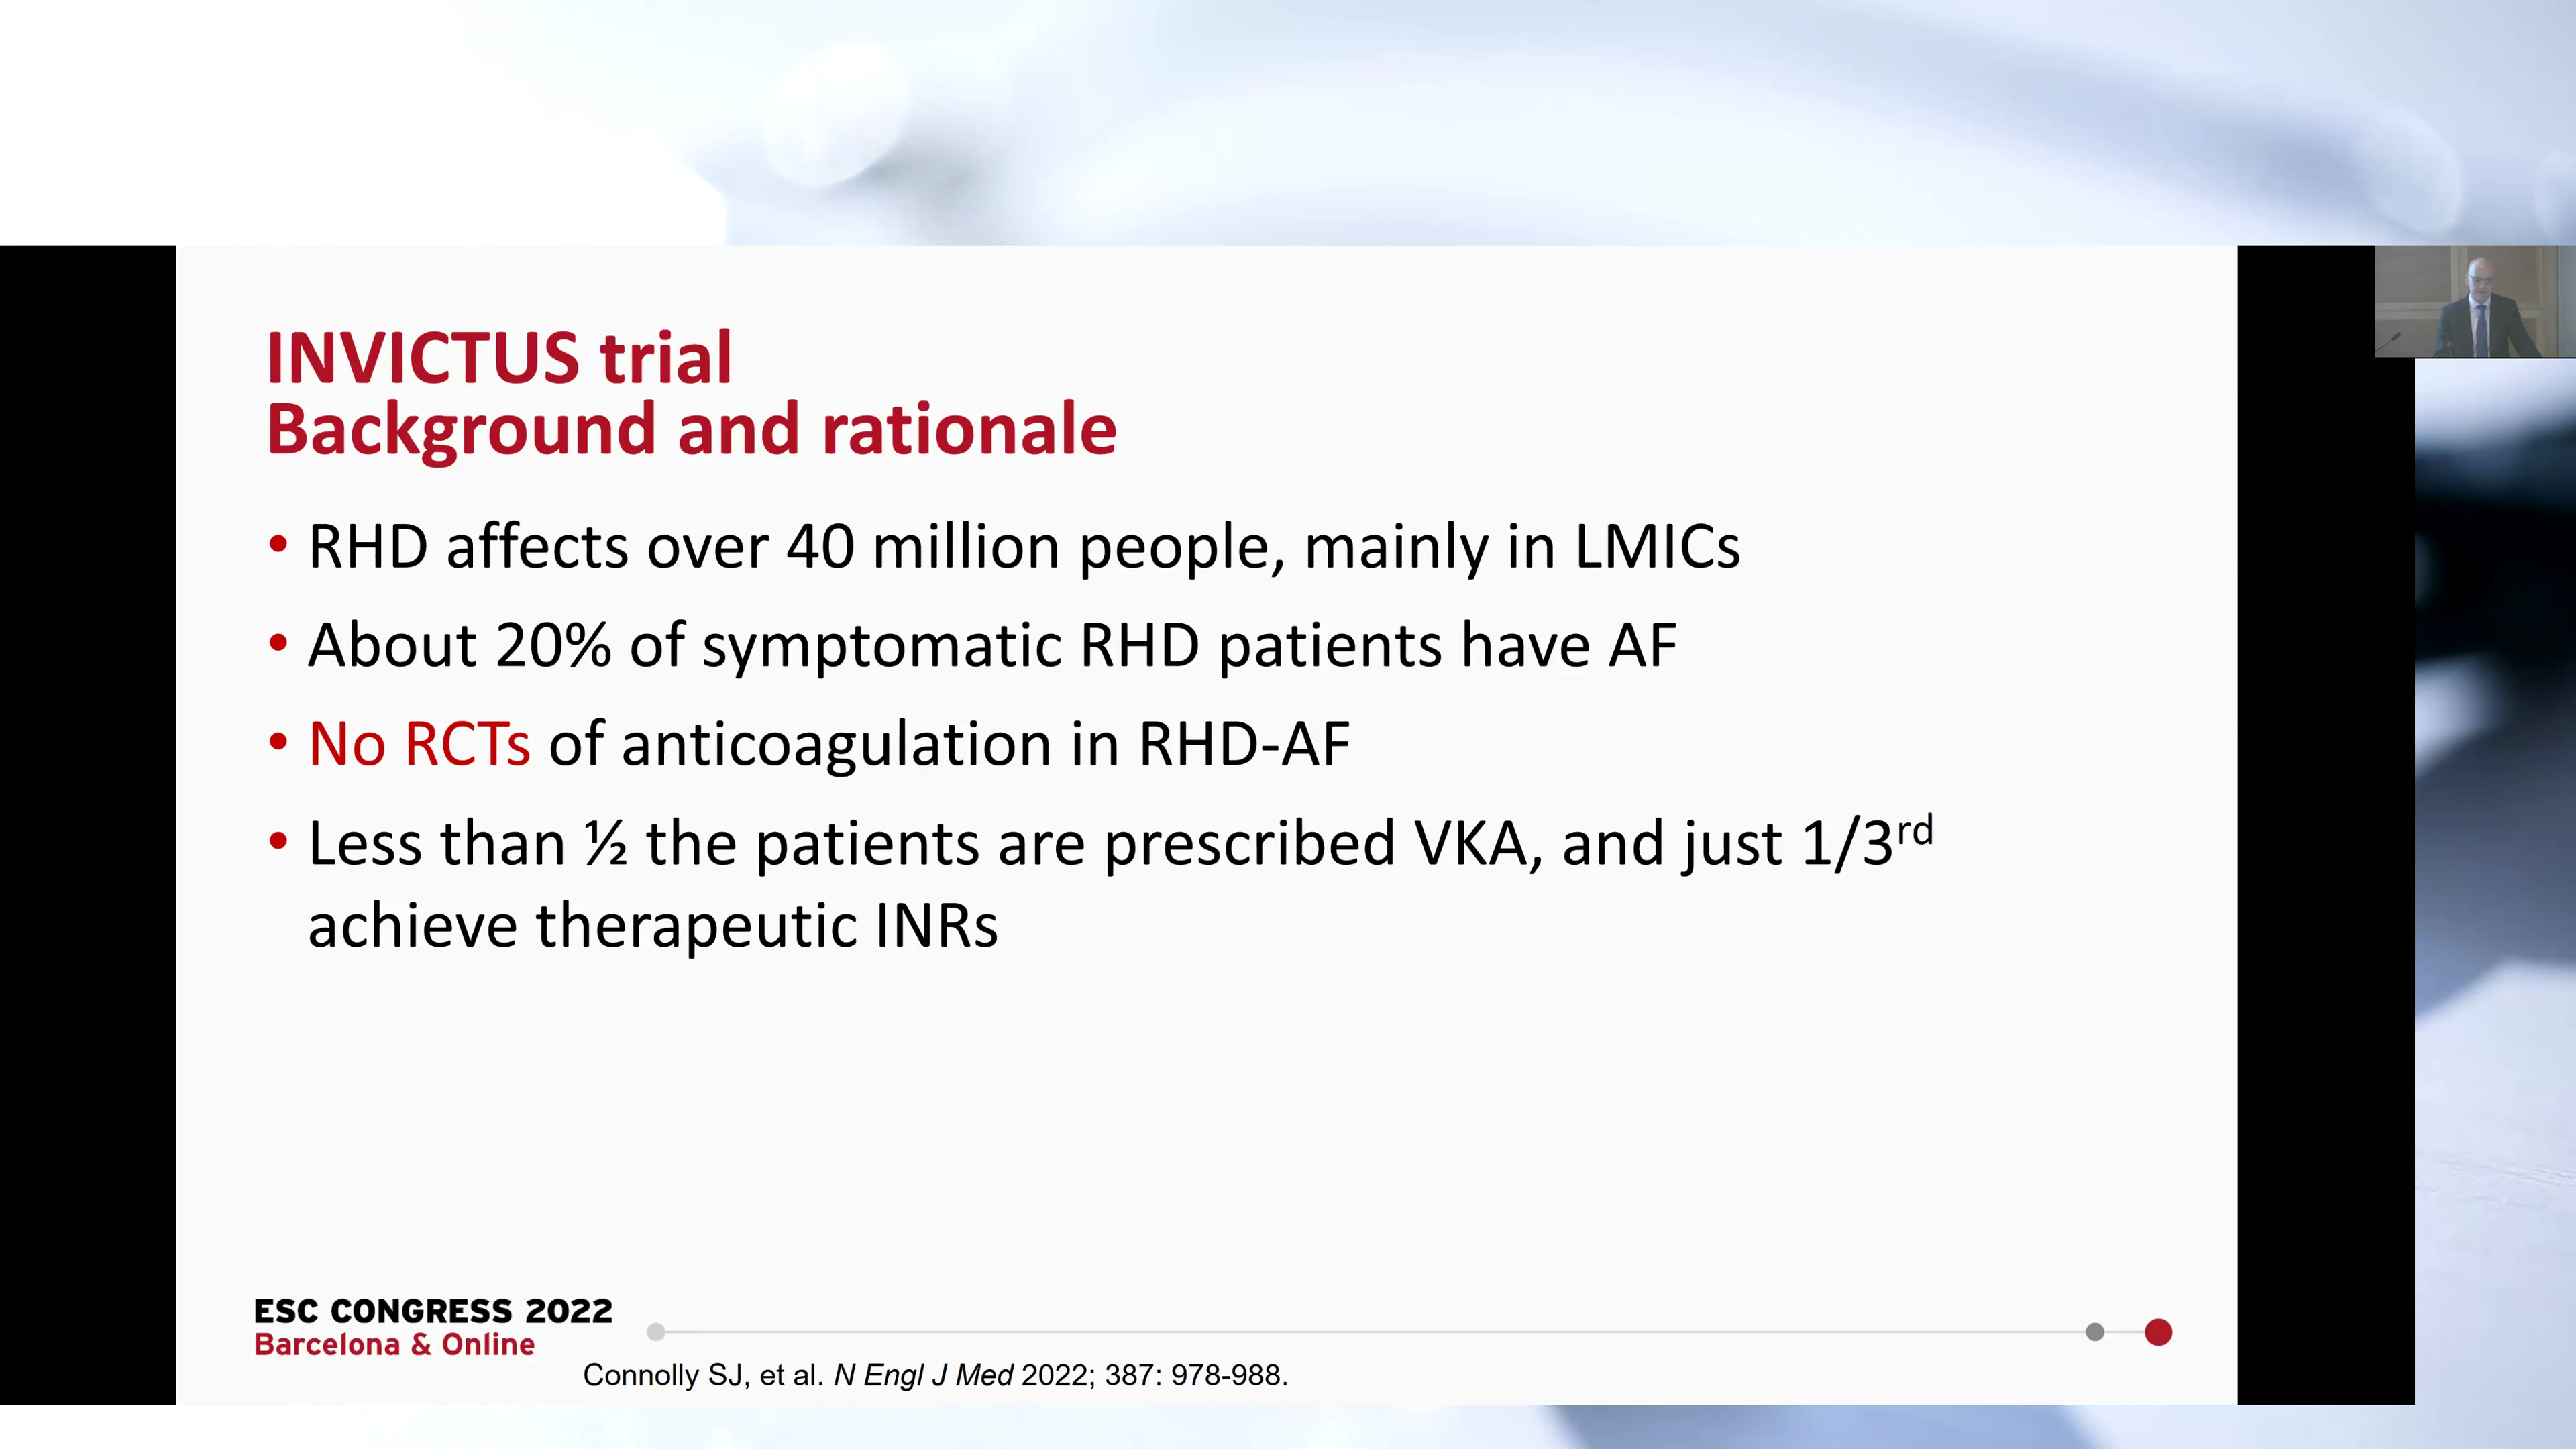 INVICTUS trial
Background and rationale
• RHD affects over 40 million people, mainly in LMICs
• About 20% of symptomatic RHD patients have AF
• No RCTs of anticoagulation in RHD-AF
• Less than ½ the patients are prescribed VKA, and just 1/3rd
achieve therapeutic INRs
ESC CONGRESS 2022
Barcelona & Online
Connolly SJ, et al. N Engl J Med 2022; 387: 978-988.